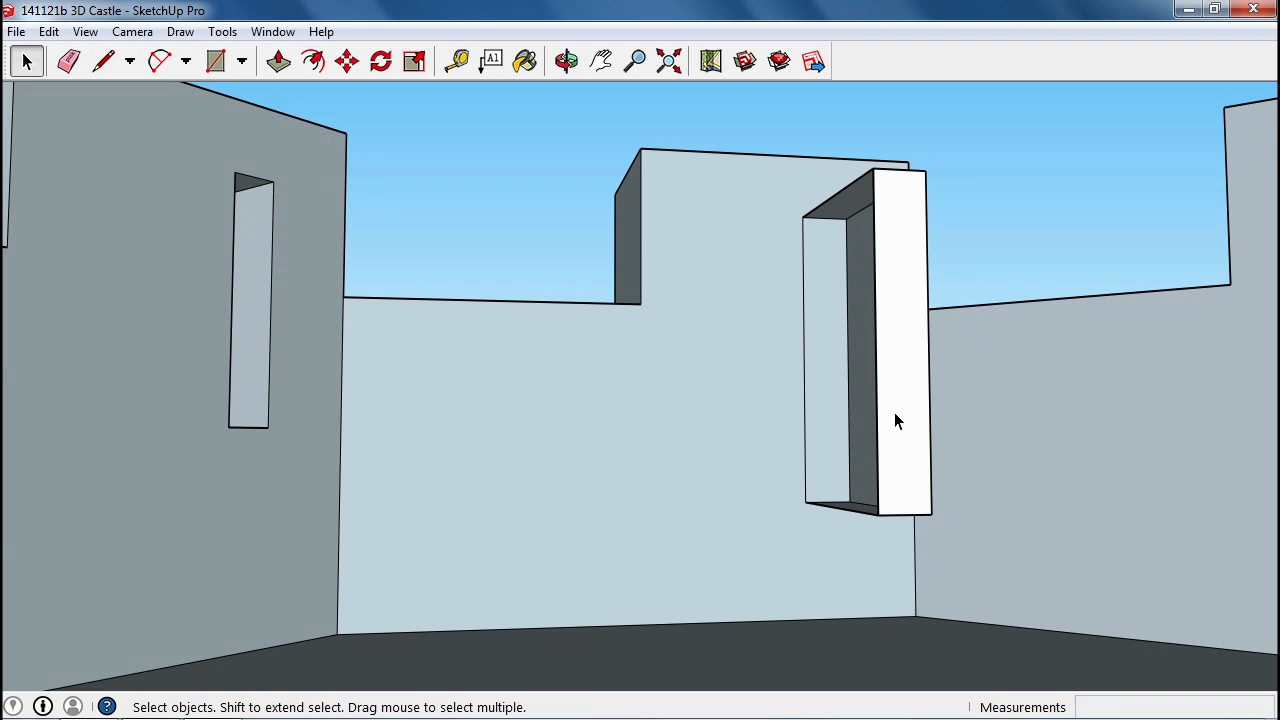 141121b 3D Castle - SketchUp Pro
File Edit View Camera Draw Tools Window Help
A1
Select objects. Shift to extend select. Drag mouse to select multiple.
Measurements